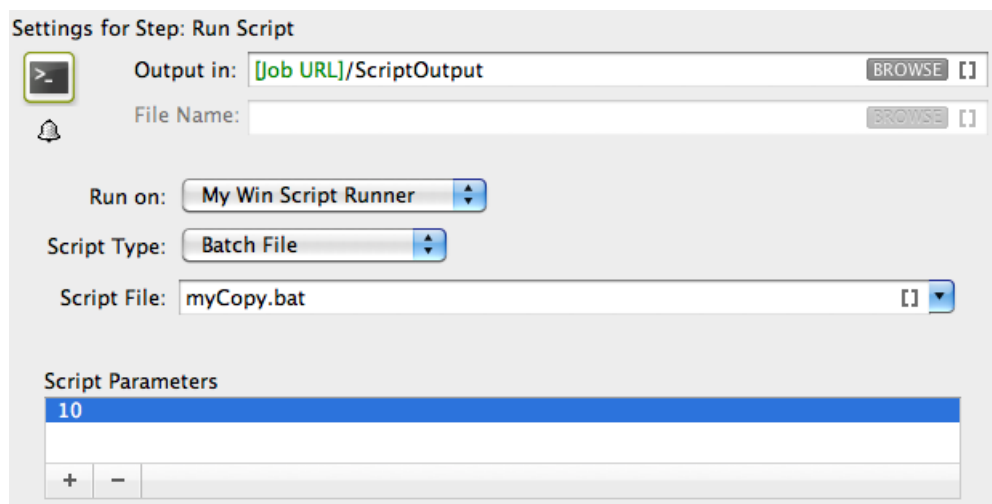 Settings for Step: Run Script
Output in: [Job URL]/ScriptOutput BROWSE []
File Name: BROWSE []
Run on: My Win Script Runner
Script Type: Batch File
Script File: myCopy.bat []
Script Parameters
10
+ −